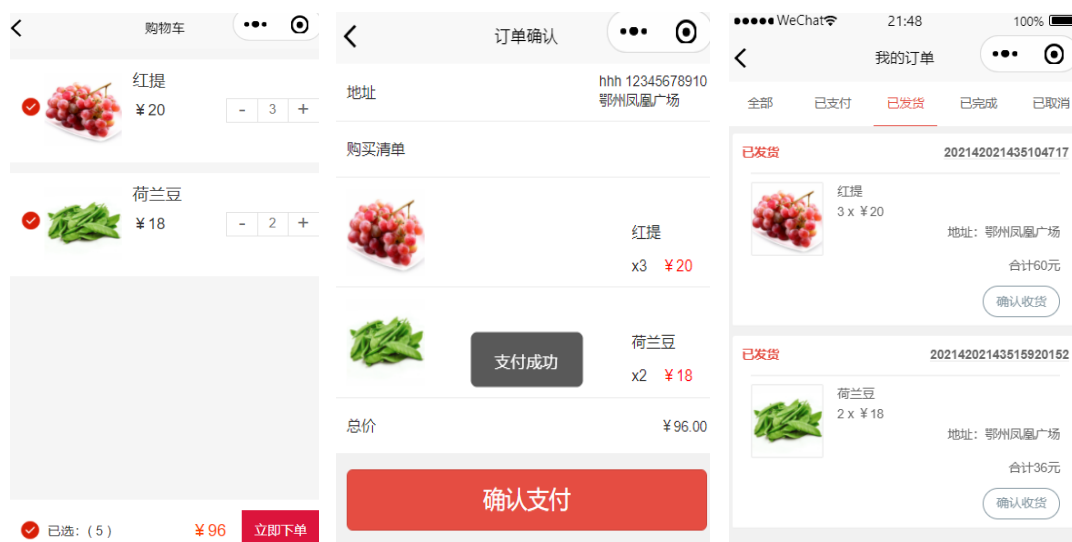 购物车
红提
¥20
- 3 +
荷兰豆
¥18
- 2 +
已选:(5)
¥96
立即下单
订单确认
地址
hhh 12345678910
鄂州凤凰广场
购买清单
红提
x3 ¥20
荷兰豆
x2 ¥18
支付成功
总价
¥96.00
确认支付
WeChat
21:48
100%
我的订单
全部 已支付 已发货 已完成 已取消
已发货
202142021435104717
红提
3 x ¥20
地址:鄂州凤凰广场
合计60元
确认收货
已发货
20214202143515920152
荷兰豆
2 x ¥18
地址:鄂州凤凰广场
合计36元
确认收货